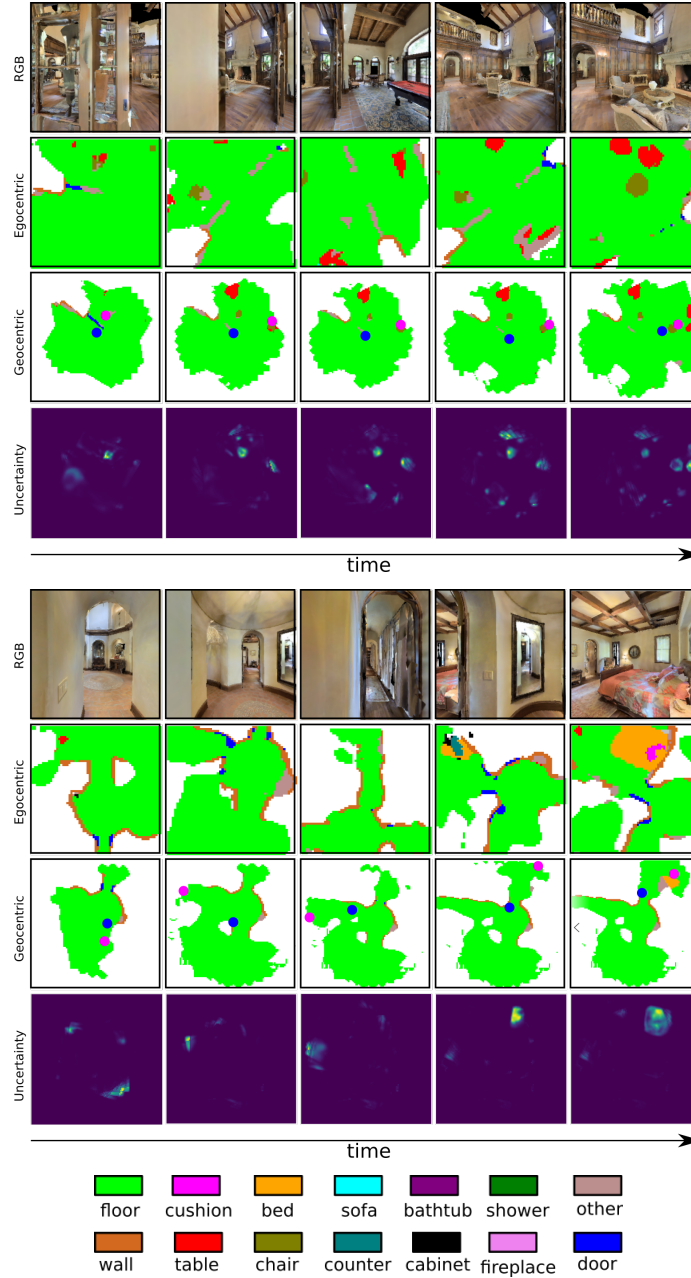 RGB
Egocentric
Geocentric
Uncertainty
time
RGB
Egocentric
Geocentric
Uncertainty
time
floor cushion bed sofa bathtub shower other
wall table chair counter cabinet fireplace door